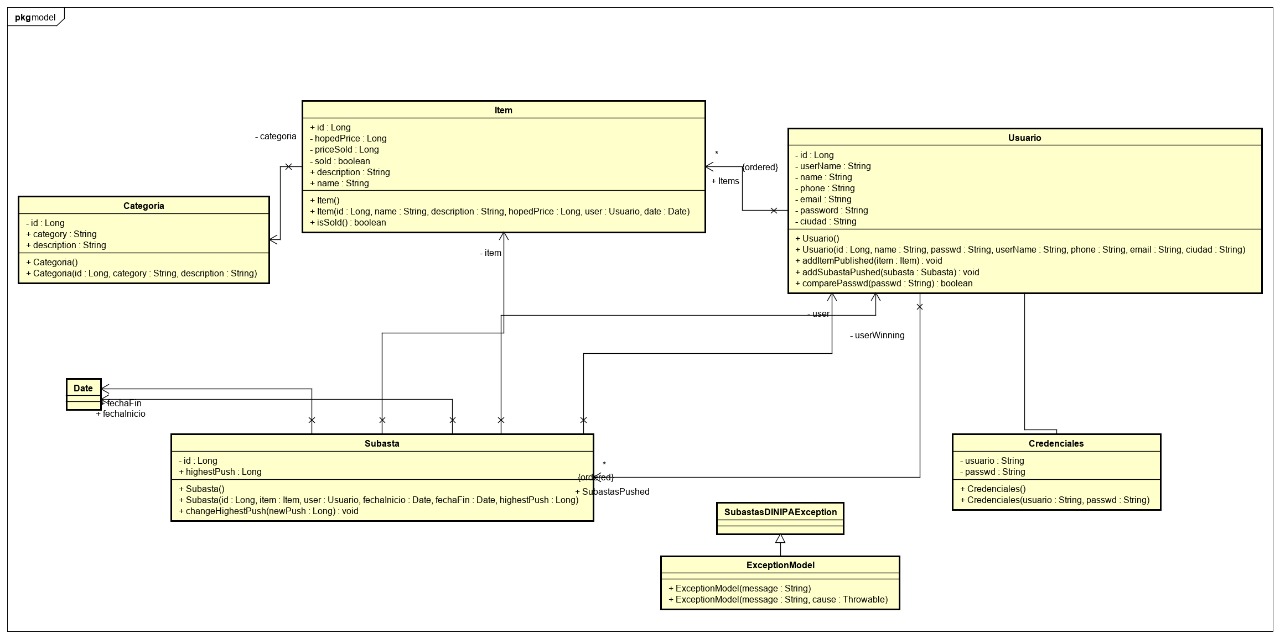 pkg model
Item
+ id : Long
- hopedPrice : Long
- priceSold : Long
- sold : boolean
+ description : String
+ name : String
+ Item()
+ Item(id : Long, name : String, description : String, hopedPrice : Long, user : Usuario, date : Date)
+ isSold() : boolean
- categoria
*
{ordered}
+ Items
Usuario
- id : Long
- userName : String
- name : String
- phone : String
- email : String
- password : String
- ciudad : String
+ Usuario()
+ Usuario(id : Long, name : String, passwd : String, userName : String, phone : String, email : String, ciudad : String)
+ addItemPublished(item : Item) : void
+ addSubastaPushed(subasta : Subasta) : void
+ comparePasswd(passwd : String) : boolean
Categoria
- id : Long
+ category : String
+ description : String
+ Categoria()
+ Categoria(id : Long, category : String, description : String)
- item
- user
- userWinning
Date
+ fechaFin
+ fechaInicio
Subasta
- id : Long
+ highestPush : Long
+ Subasta()
+ Subasta(id : Long, item : Item, user : Usuario, fechaInicio : Date, fechaFin : Date, highestPush : Long)
+ changeHighestPush(newPush : Long) : void
*
{ordered}
+ SubastasPushed
Credenciales
- usuario : String
- passwd : String
+ Credenciales()
+ Credenciales(usuario : String, passwd : String)
SubastasDINIPAException
ExceptionModel
+ ExceptionModel(message : String)
+ ExceptionModel(message : String, cause : Throwable)